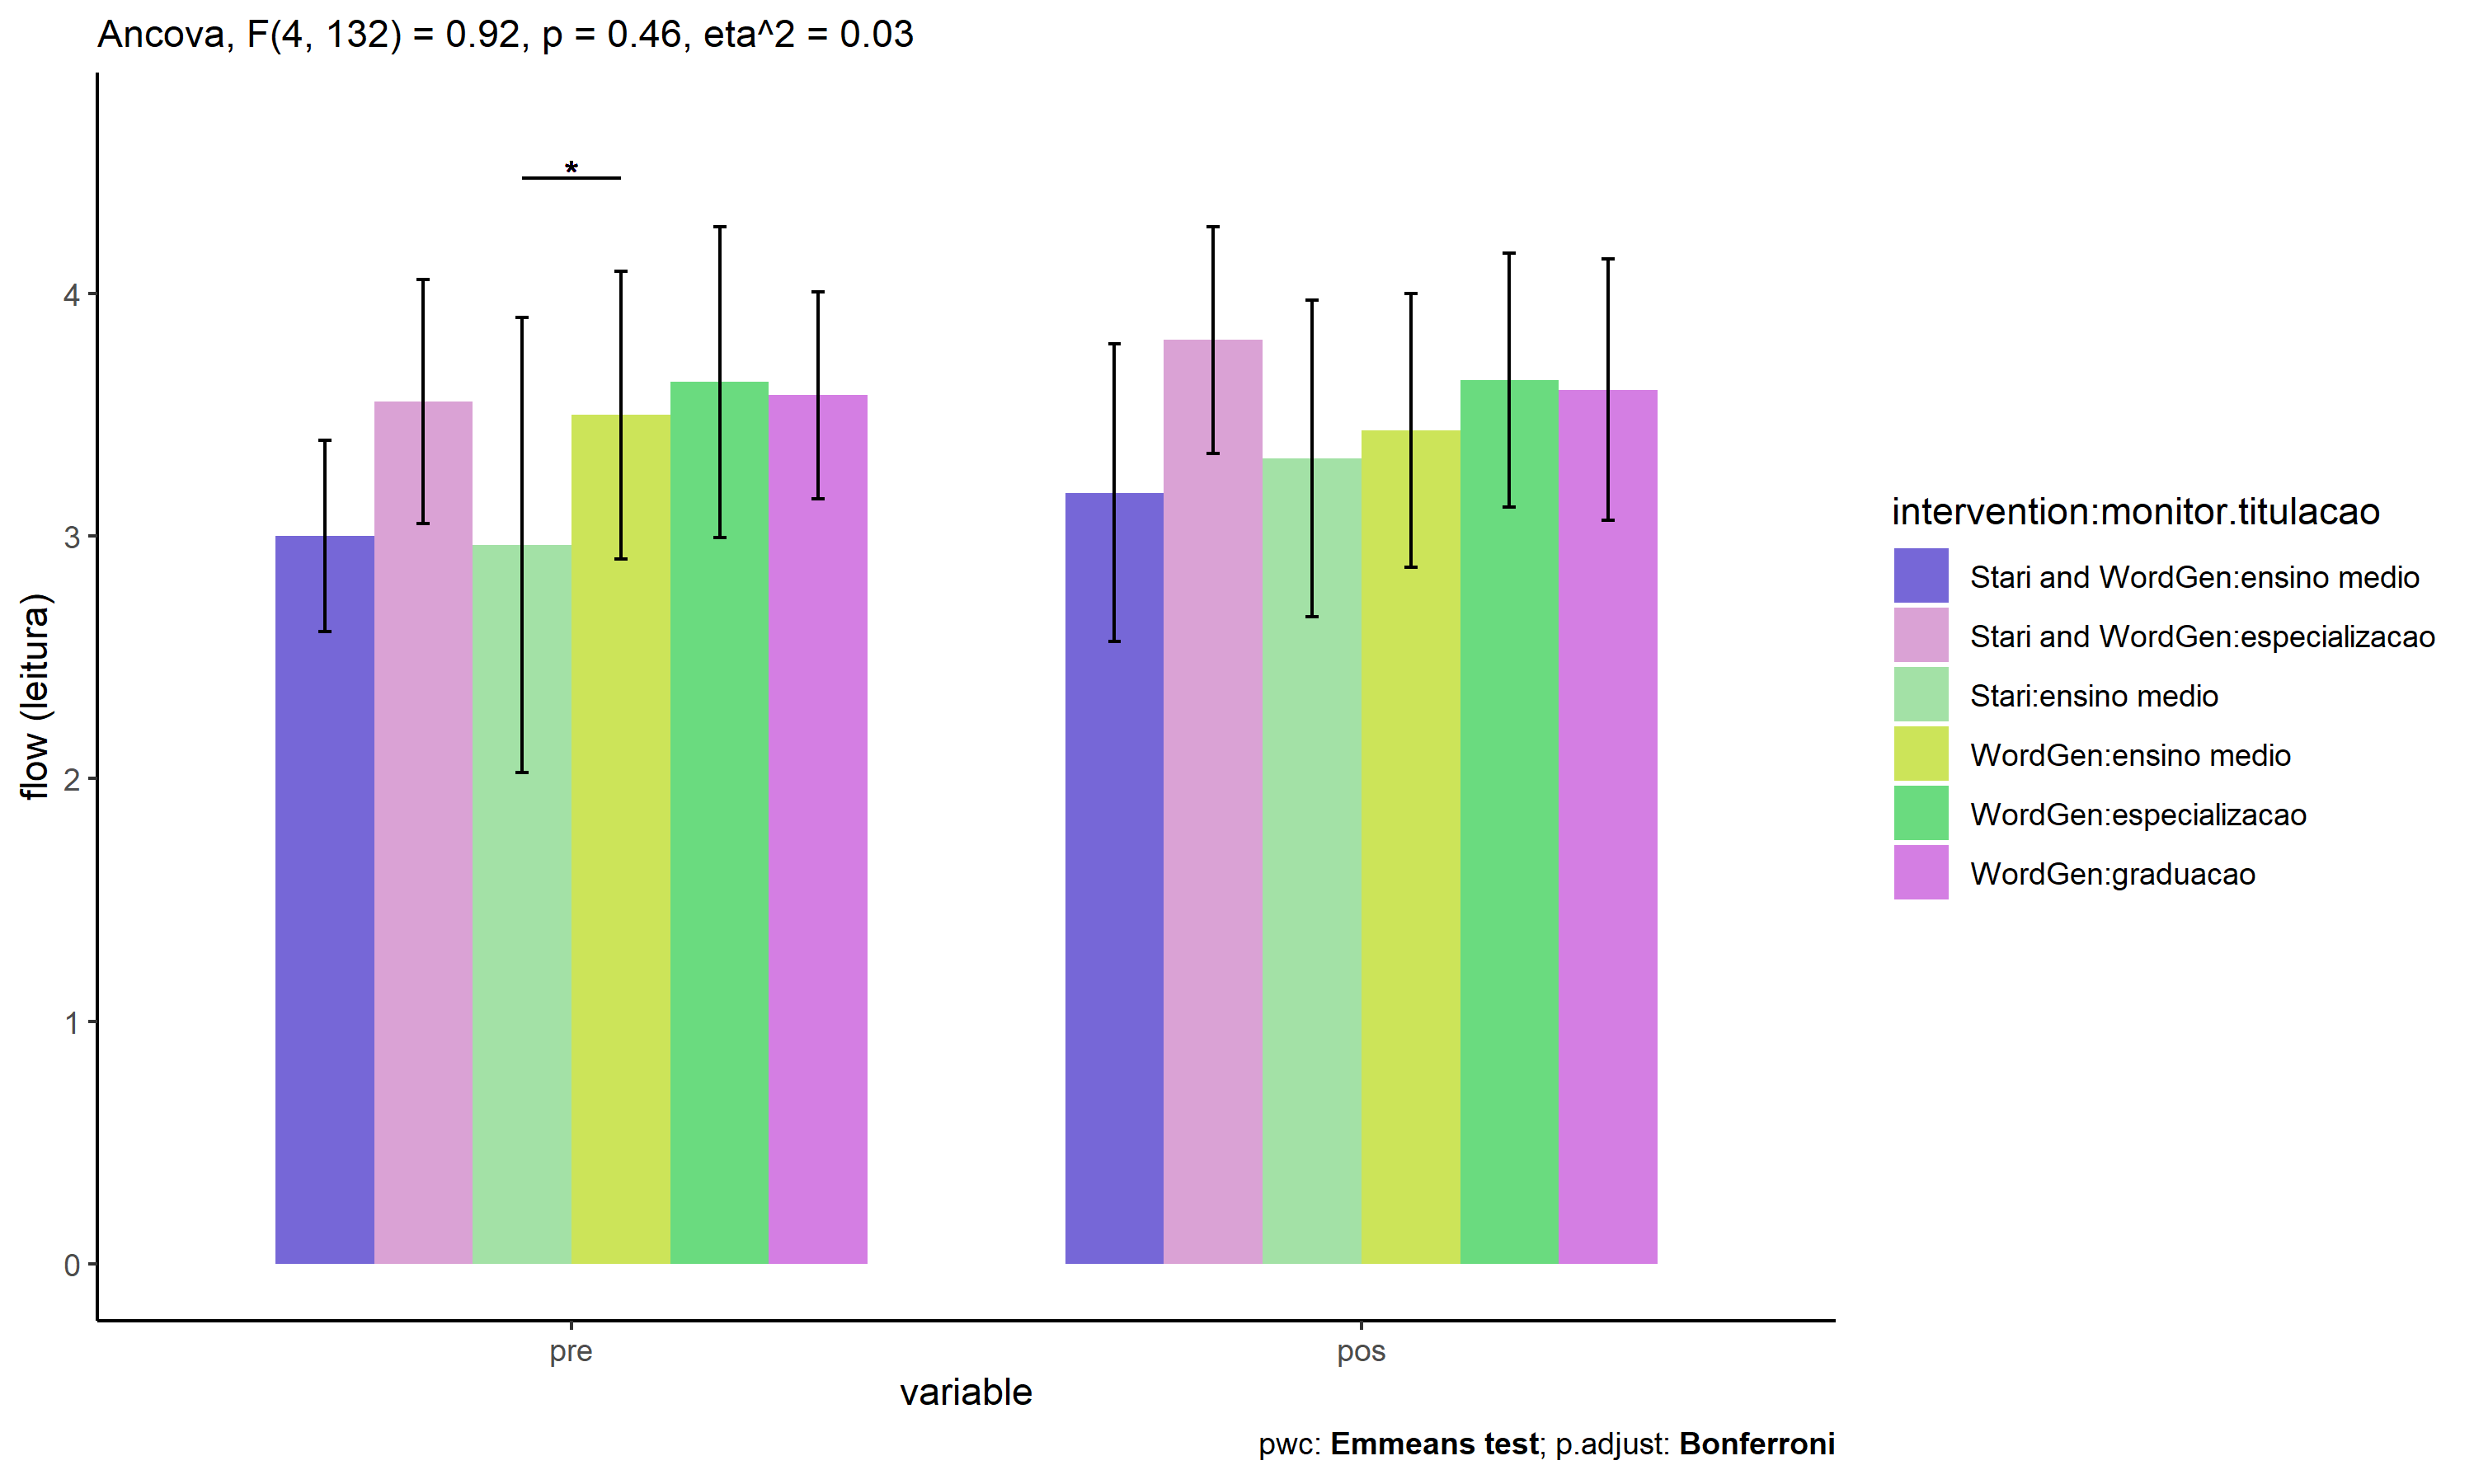 Ancova, F(4, 132) = 0.92, p = 0.46, eta^2 = 0.03
*
4
3
2
1
0
flow (leitura)
pre
pos
variable
intervention:monitor.titulacao
Stari and WordGen:ensino medio
Stari and WordGen:especializacao
Stari:ensino medio
WordGen:ensino medio
WordGen:especializacao
WordGen:graduacao
pwc: Emmeans test; p.adjust: Bonferroni